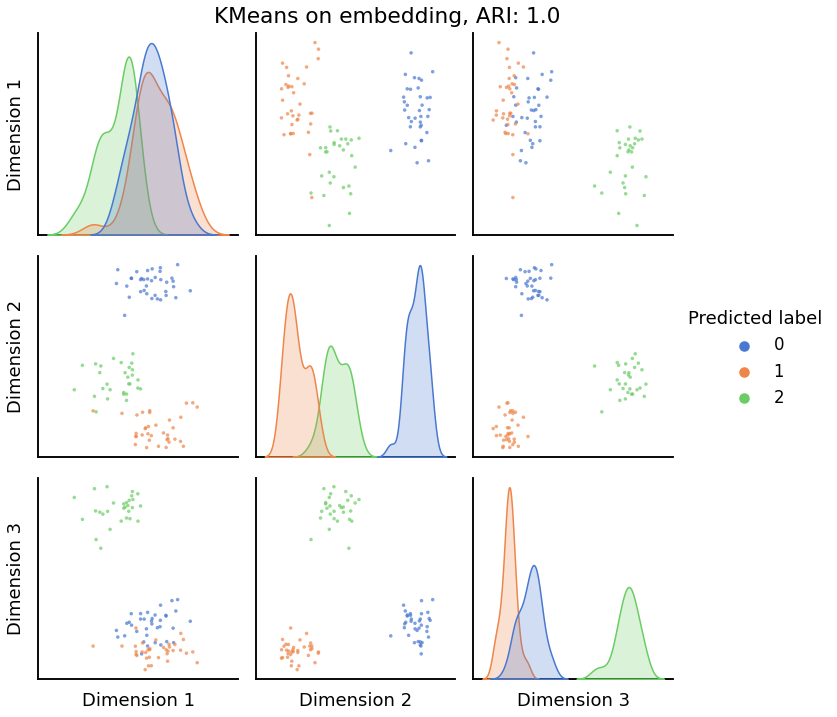 KMeans on embedding, ARI: 1.0
Dimension 1
Dimension 2
Dimension 3
Predicted label
0
1
2
Dimension 1
Dimension 2
Dimension 3